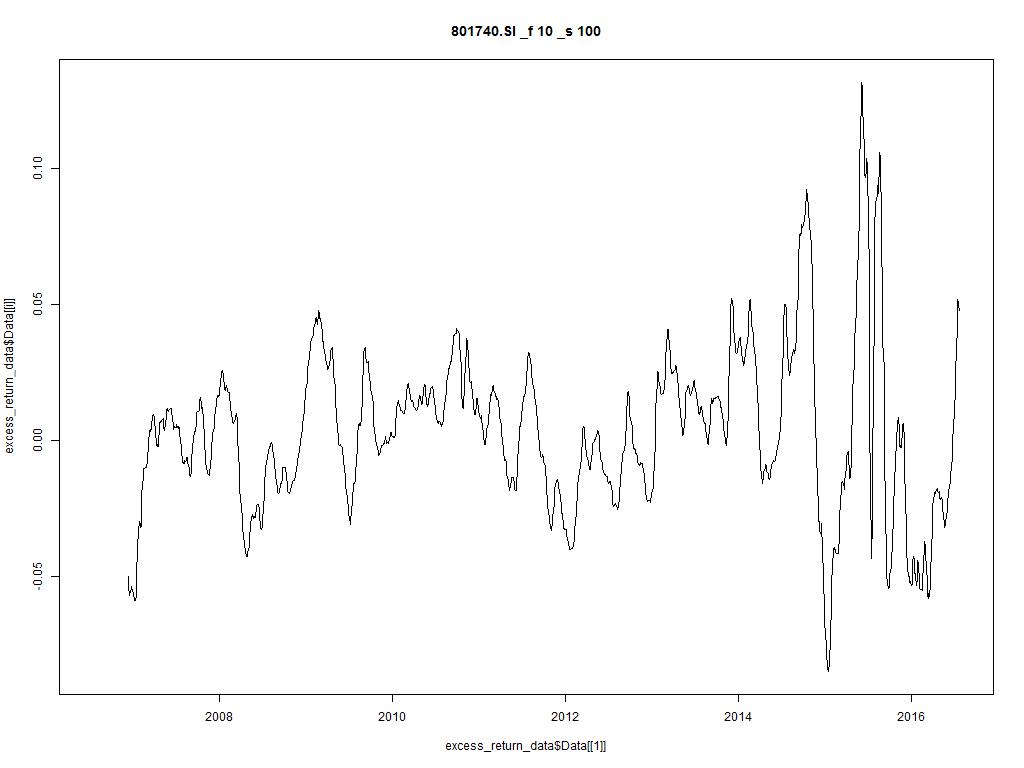 801740.SI _f 10 _s 100
excess_return_data$Data[[i]]
0.10
0.05
0.00
-0.05
2008 2010 2012 2014 2016
excess_return_data$Data[[1]]